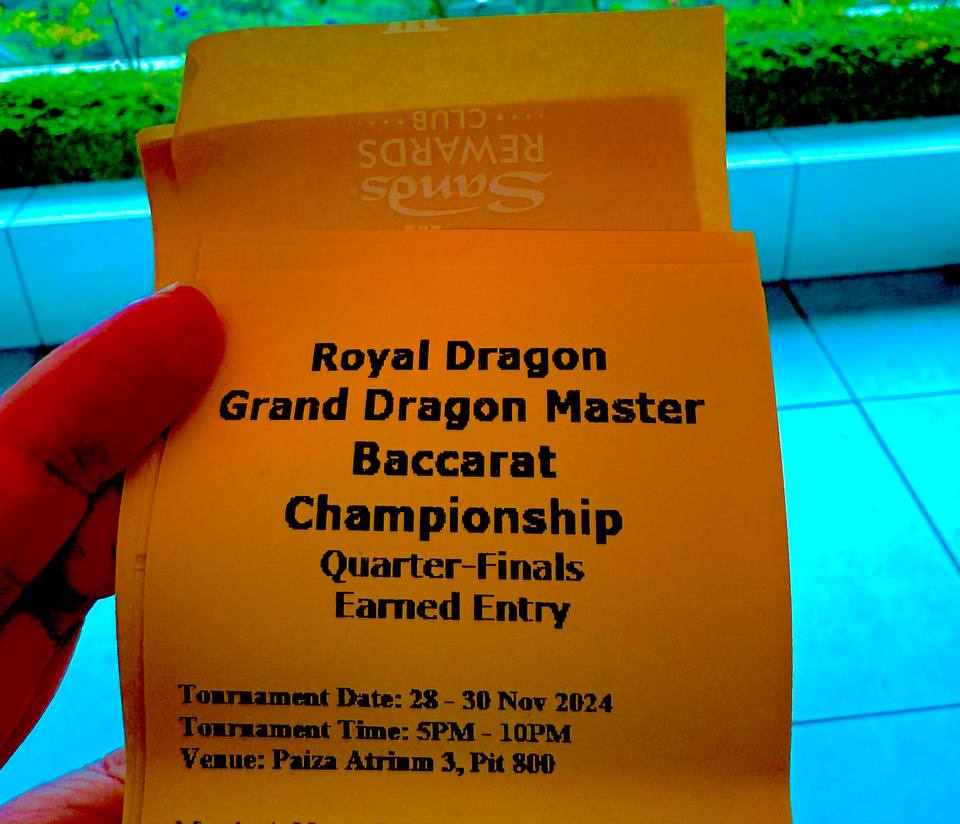 Sands
REWARDS
CLUB
Royal Dragon
Grand Dragon Master
Baccarat
Championship
Quarter-Finals
Earned Entry
Tournament Date: 28 - 30 Nov 2024
Tournament Time: 5PM - 10PM
Venue: Paiza Atrium 3, Pit 800